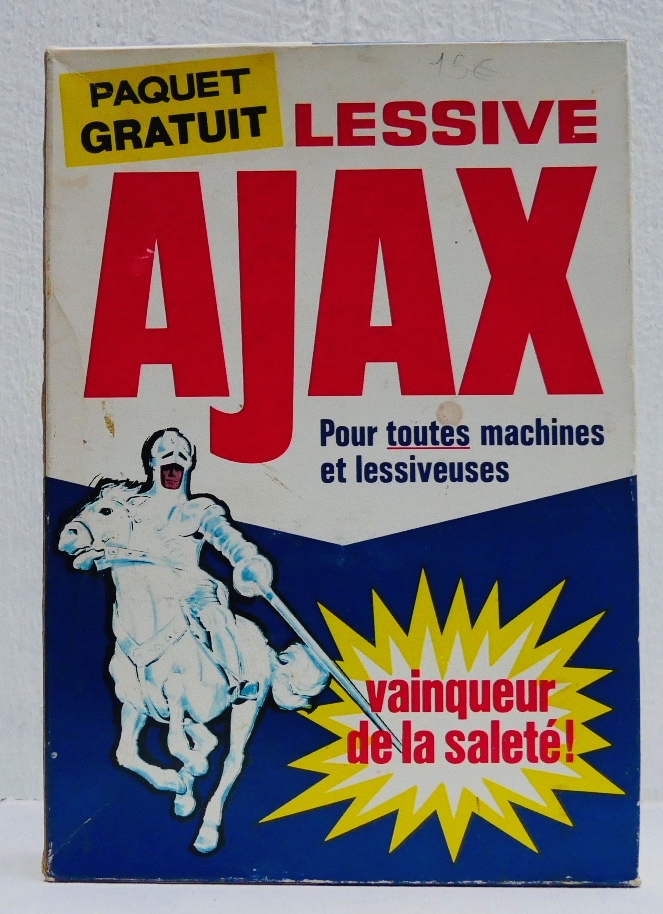 15€
PAQUET
GRATUIT
LESSIVE
AJAX
Pour toutes machines
et lessiveuses
vainqueur
de la saleté!